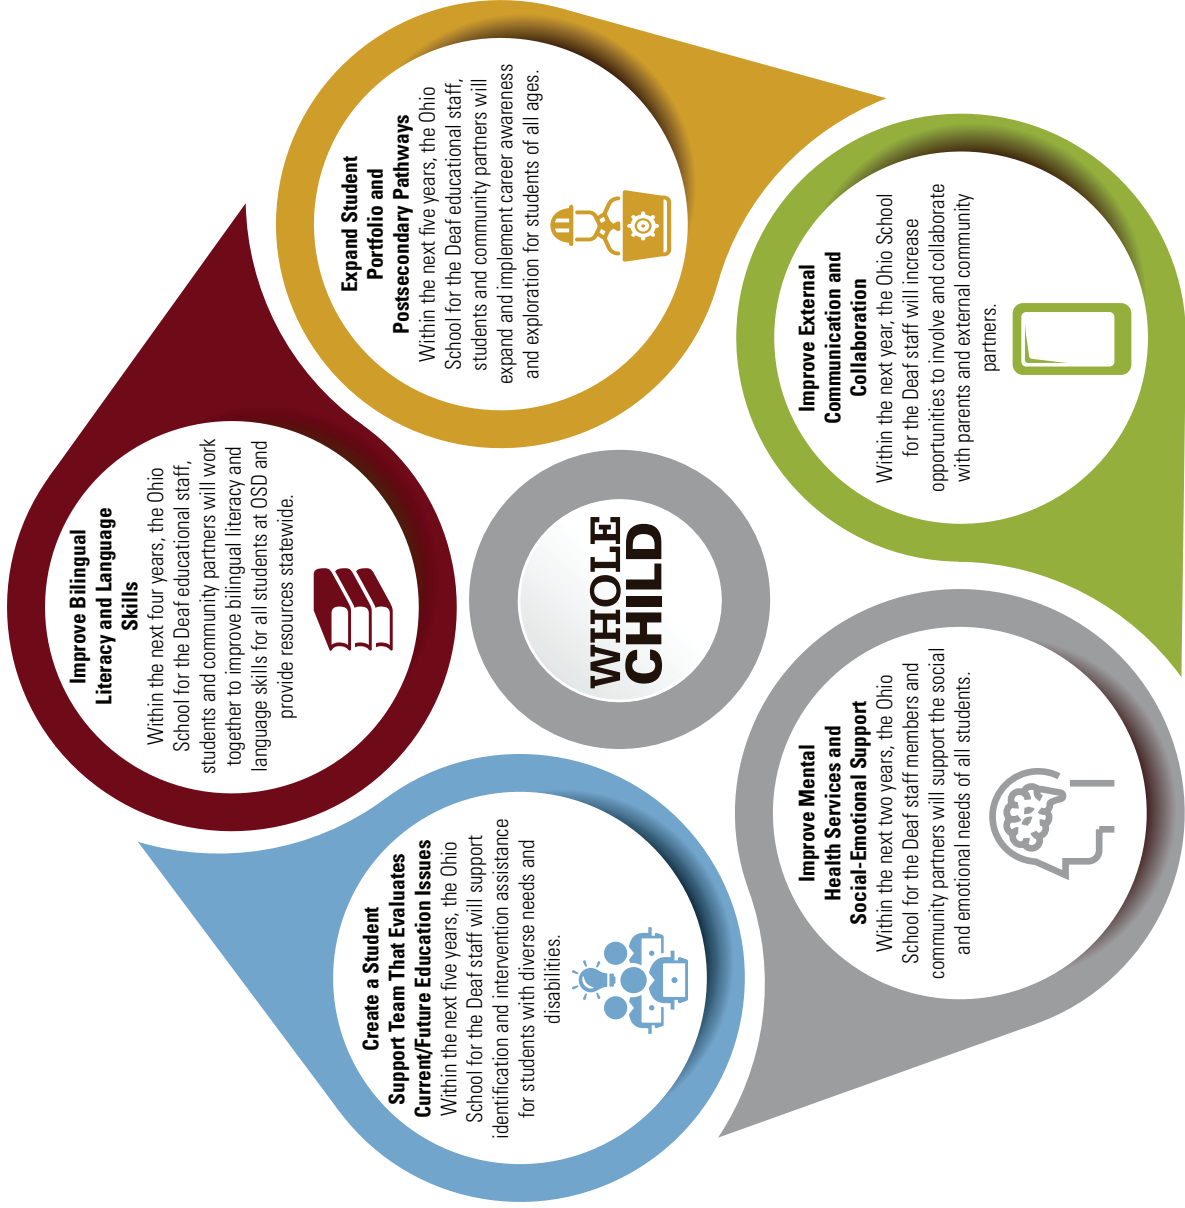 Improve Bilingual
Literacy and Language
Skills
Within the next four years, the Ohio
School for the Deaf educational staff,
students and community partners will work
together to improve bilingual literacy and
language skills for all students at OSD and
provide resources statewide.
Expand Student
Portfolio and
Postsecondary Pathways
Within the next five years, the Ohio
School for the Deaf educational staff,
students and community partners will
expand and implement career awareness
and exploration for students of all ages.
Improve External
Communication and
Collaboration
Within the next year, the Ohio School
for the Deaf staff will increase
opportunities to involve and collaborate
with parents and external community
partners.
Improve Mental
Health Services and
Social-Emotional Support
Within the next two years, the Ohio
School for the Deaf staff members and
community partners will support the social
and emotional needs of all students.
Create a Student
Support Team That Evaluates
Current/Future Education Issues
Within the next five years, the Ohio
School for the Deaf staff will support
identification and intervention assistance
for students with diverse needs and
disabilities.
WHOLE
CHILD